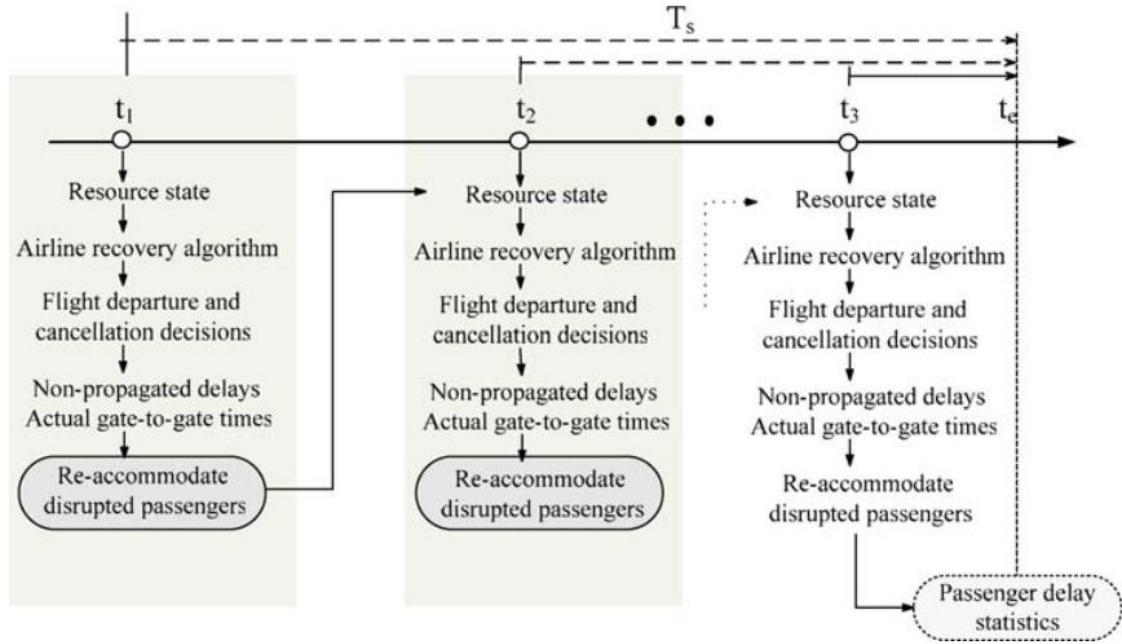 Ts
t1
t2
t3
te
Resource state
Airline recovery algorithm
Flight departure and
cancellation decisions
Non-propagated delays
Actual gate-to-gate times
Re-accommodate
disrupted passengers
Resource state
Airline recovery algorithm
Flight departure and
cancellation decisions
Non-propagated delays
Actual gate-to-gate times
Re-accommodate
disrupted passengers
Resource state
Airline recovery algorithm
Flight departure and
cancellation decisions
Non-propagated delays
Actual gate-to-gate times
Re-accommodate
disrupted passengers
Passenger delay
statistics